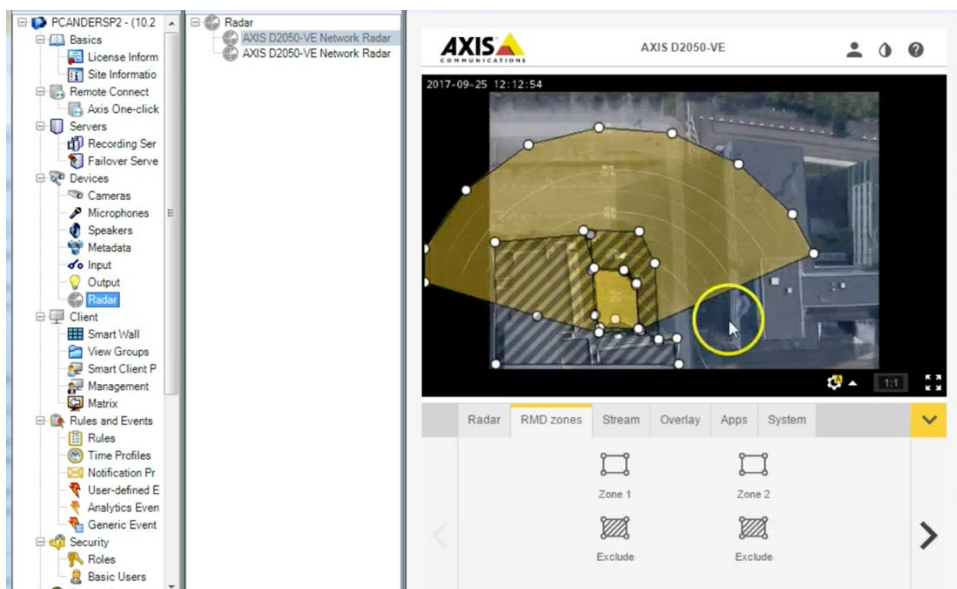 PCANDERSP2 - (10.2
Basics
License Inform
Site Informatio
Remote Connect
Axis One-click
Servers
Recording Ser
Failover Serve
Devices
Cameras
Microphones
Speakers
Metadata
Input
Output
Radar
Client
Smart Wall
View Groups
Smart Client P
Management
Matrix
Rules and Events
Rules
Time Profiles
Notification Pr
User-defined E
Analytics Even
Generic Event
Security
Roles
Basic Users
Radar
AXIS D2050-VE Network Radar
AXIS D2050-VE Network Radar
AXIS
COMMUNICATIONS
AXIS D2050-VE
2017-09-25 12:12:54
1:1
Radar RMD zones Stream Overlay Apps System
Zone 1 Zone 2
Exclude Exclude